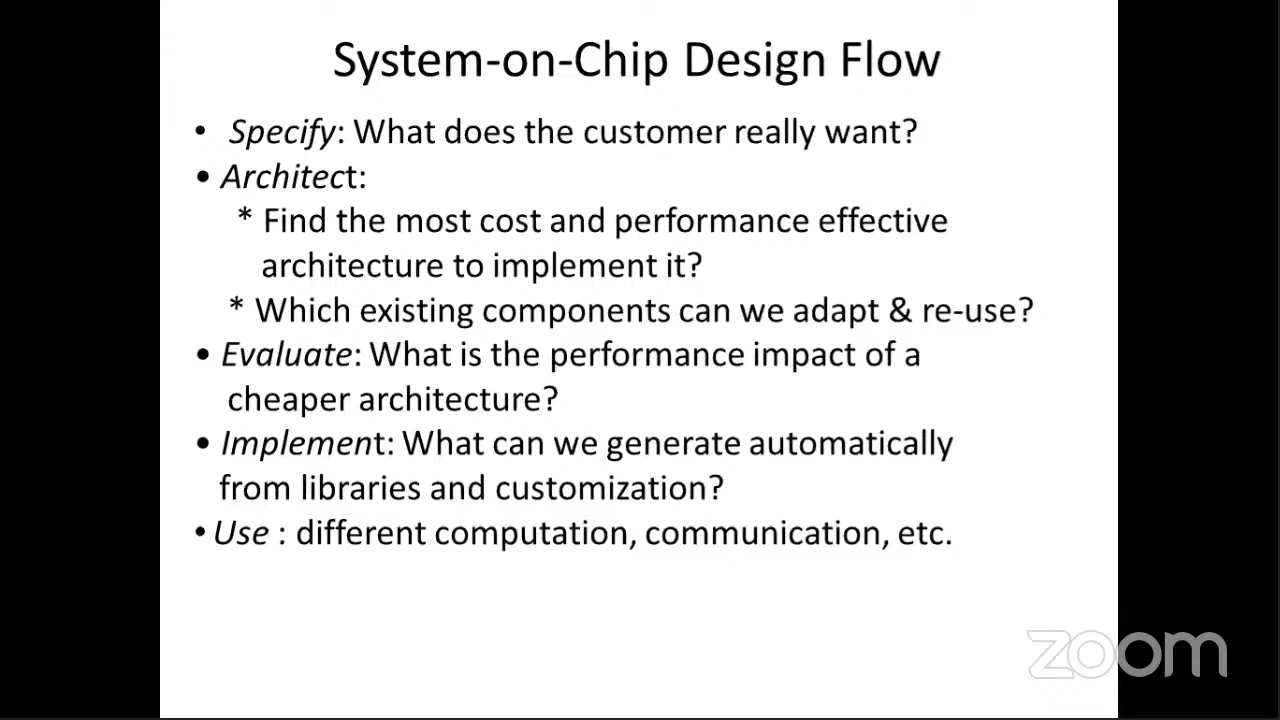 System-on-Chip Design Flow
• Specify: What does the customer really want?
• Architect:
* Find the most cost and performance effective
architecture to implement it?
* Which existing components can we adapt & re-use?
• Evaluate: What is the performance impact of a
cheaper architecture?
• Implement: What can we generate automatically
from libraries and customization?
• Use : different computation, communication, etc.
zoom